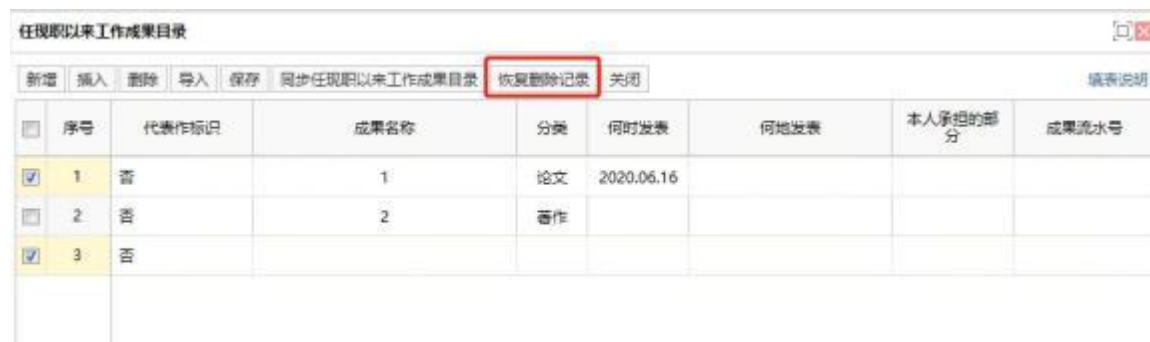 任现职以来工作成果目录
新增 插入 删除 导入 保存 同步任现职以来工作成果目录 恢复删除记录 关闭 填表说明
序号 代表作标识 成果名称 分类 何时发表 何地发表 本人承担的部分 成果流水号
1 否 1 论文 2020.06.16
2 否 2 著作
3 否